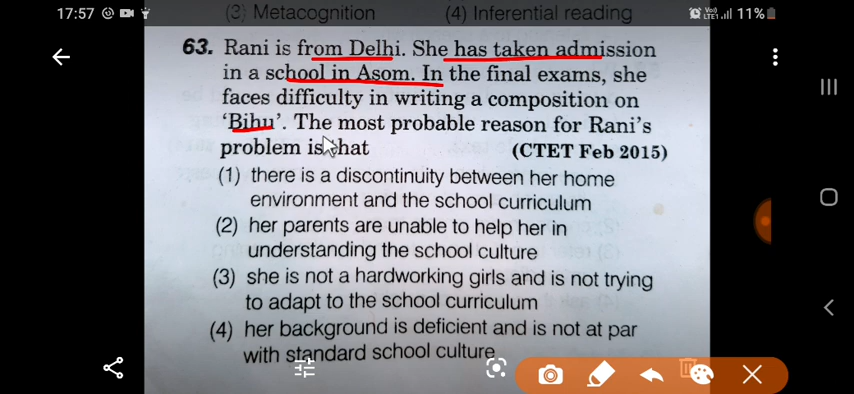 17:57 Vo) LTE1 11%
(3) Metacognition (4) Inferential reading
63. Rani is from Delhi. She has taken admission
in a school in Asom. In the final exams, she
faces difficulty in writing a composition on
‘Bihu’. The most probable reason for Rani’s
problem is that (CTET Feb 2015)
(1) there is a discontinuity between her home
environment and the school curriculum
(2) her parents are unable to help her in
understanding the school culture
(3) she is not a hardworking girls and is not trying
to adapt to the school curriculum
(4) her background is deficient and is not at par
with standard school culture